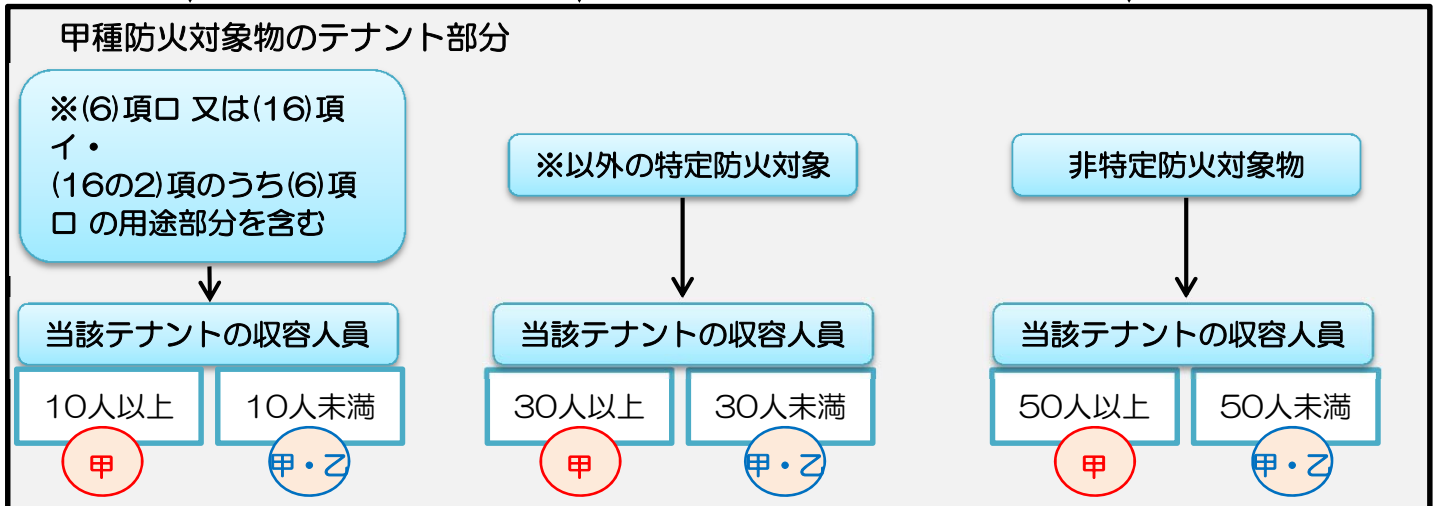 甲種防火対象物のテナント部分
※(6)項ロ 又は(16)項
イ・
(16の2)項のうち(6)項
ロ の用途部分を含む
※以外の特定防火対象
非特定防火対象物
当該テナントの収容人員
当該テナントの収容人員
当該テナントの収容人員
10人以上
10人未満
30人以上
30人未満
50人以上
50人未満
甲
甲・乙
甲
甲・乙
甲
甲・乙